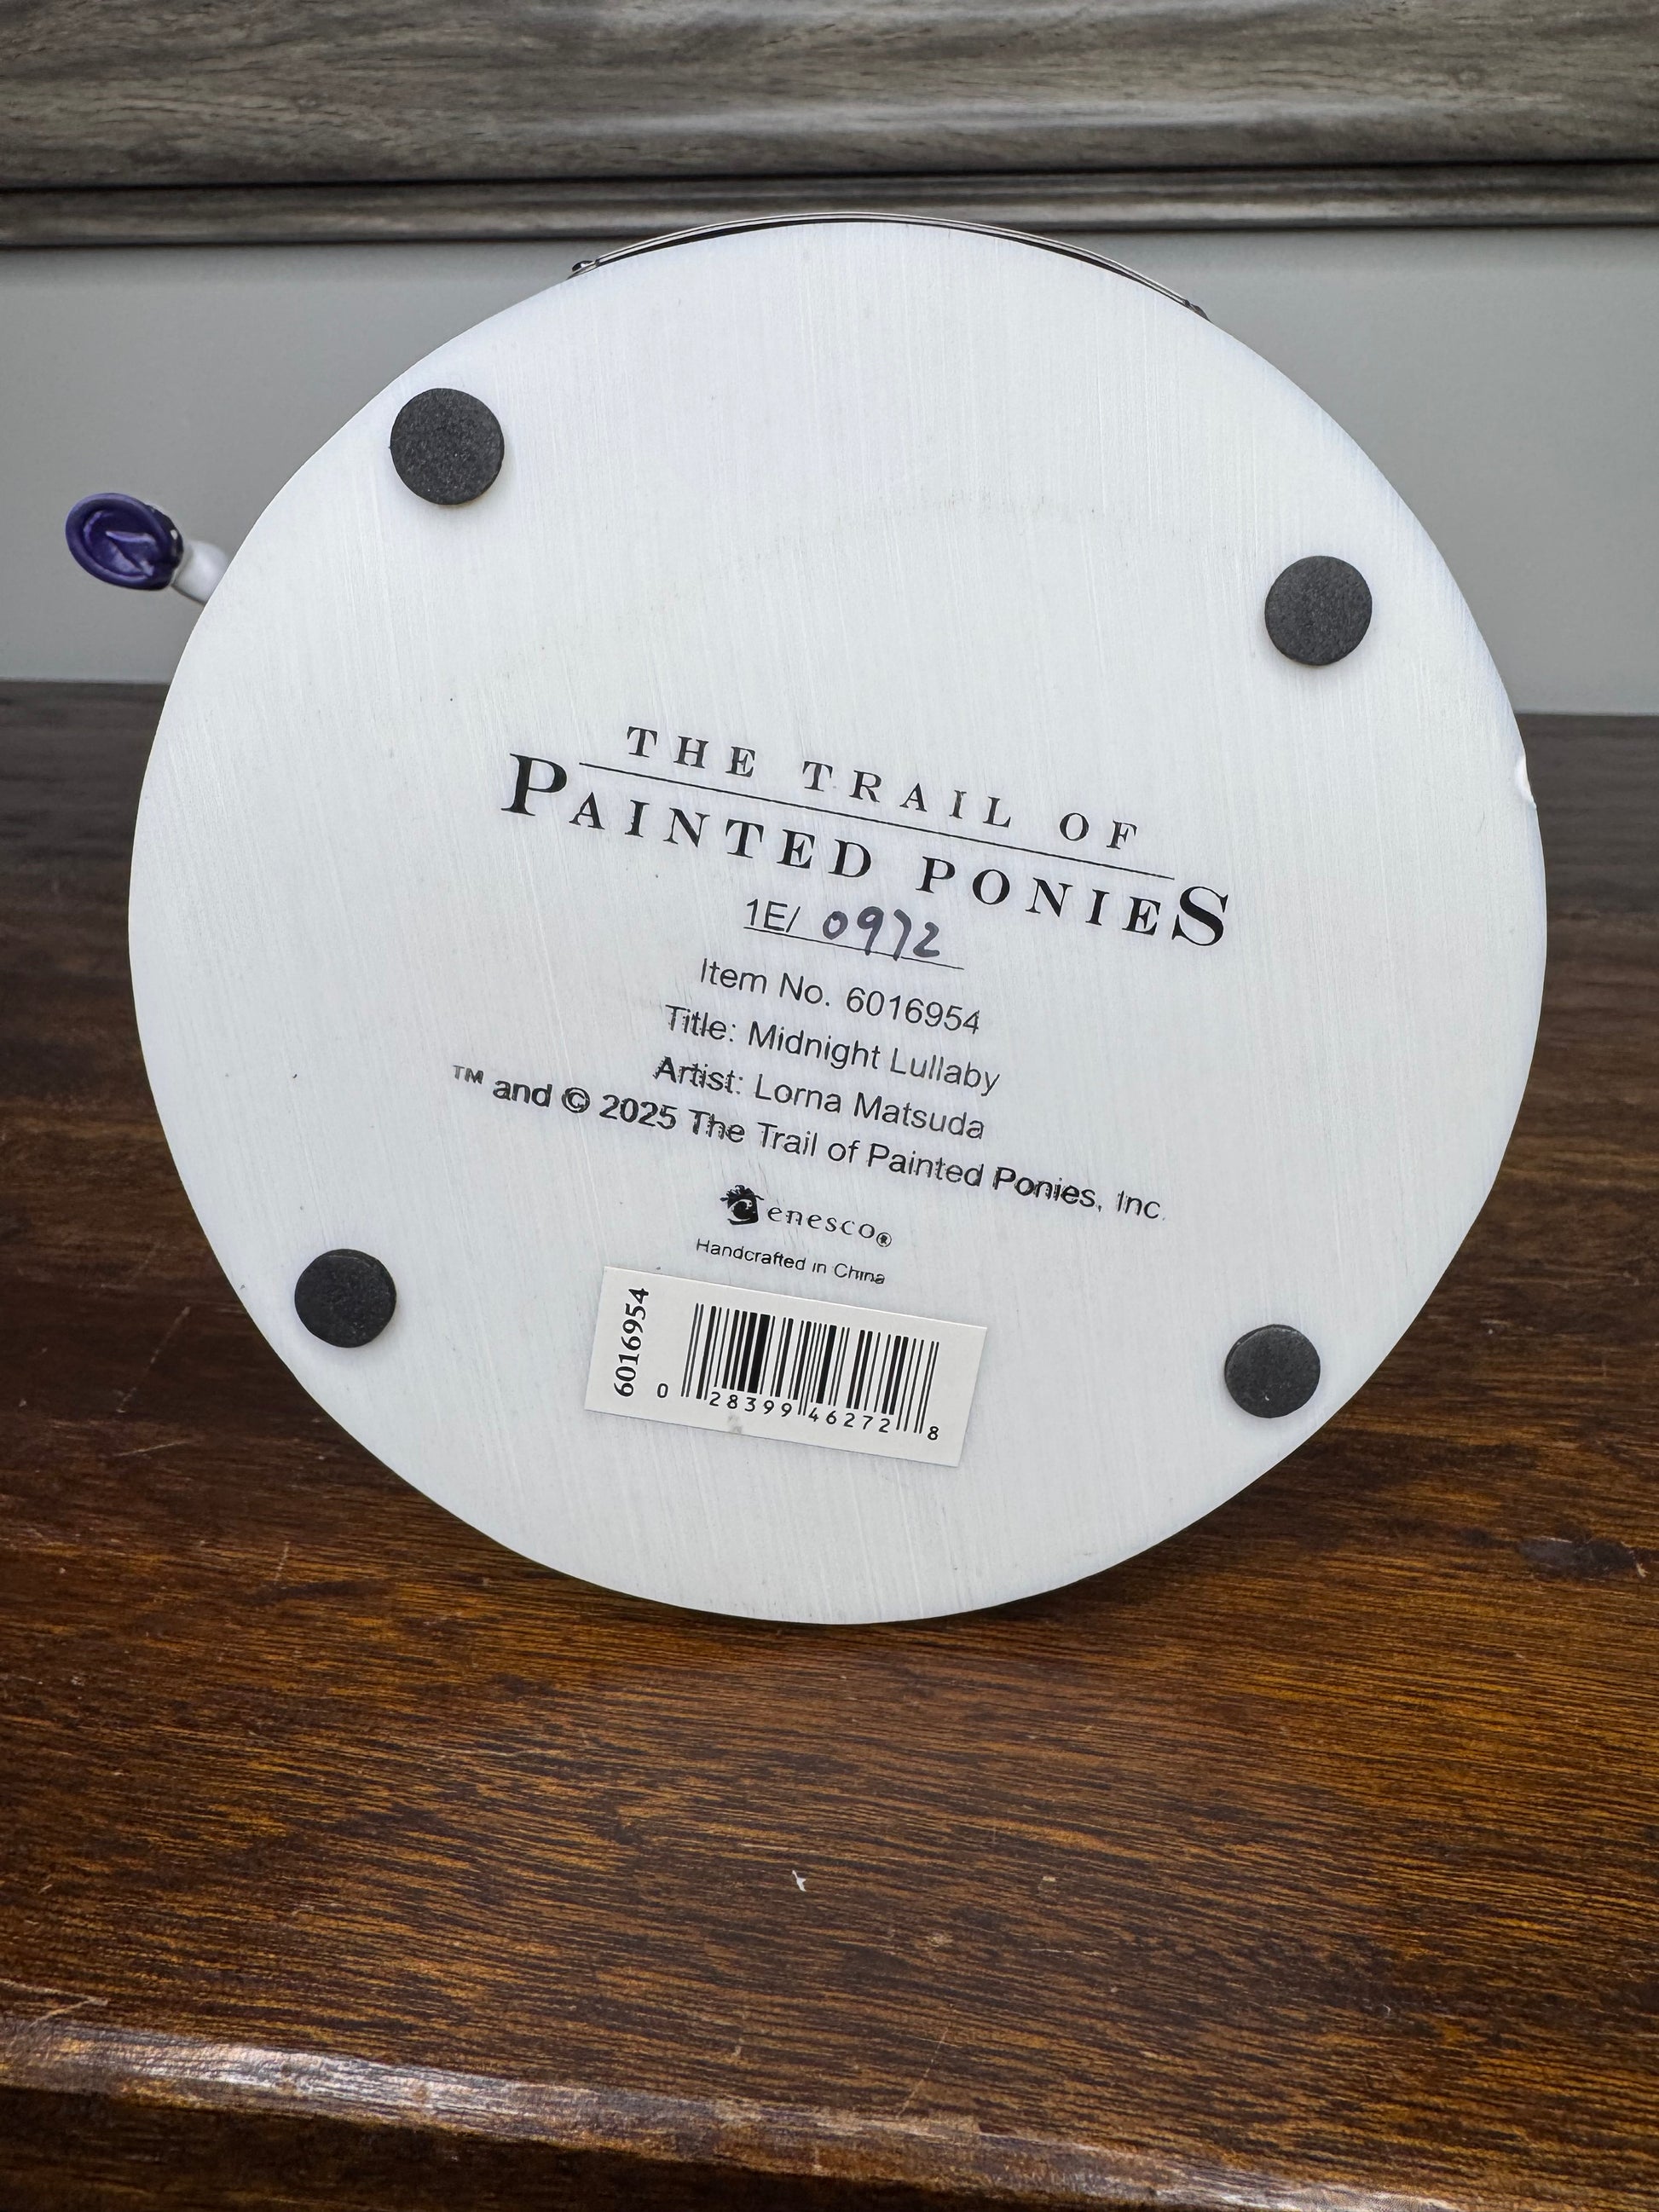 THE TRAIL OF
PAINTED PONIES
1E/ 0972
Item No. 6016954
Title: Midnight Lullaby
Artist: Lorna Matsuda
™ and © 2025 The Trail of Painted Ponies, Inc.
enesco®
Handcrafted in China
6016954
0 28399 46272 8